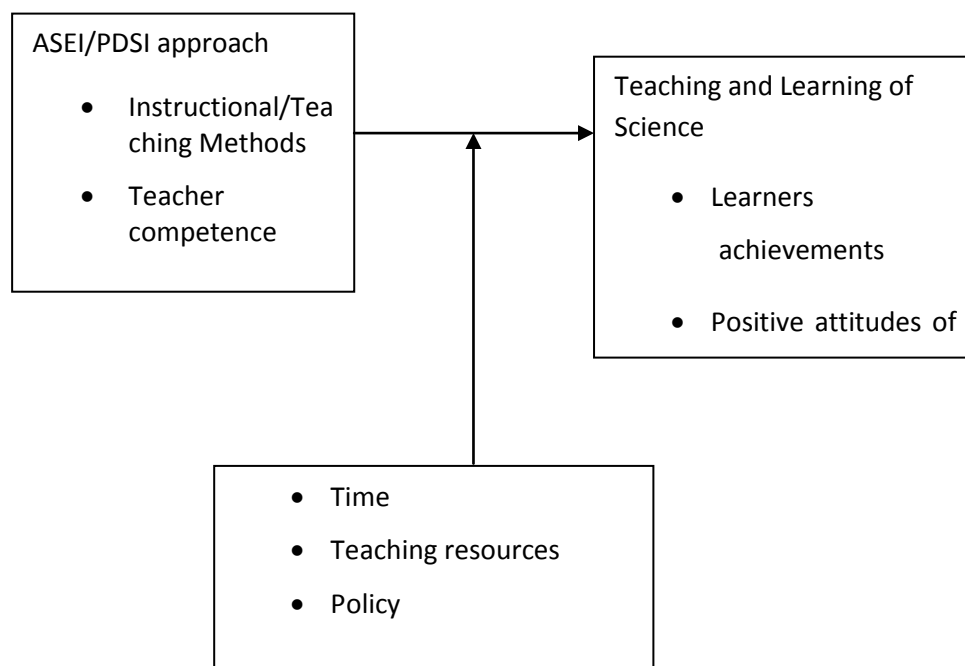 ASEI/PDSI approach
• Instructional/Tea
ching Methods
• Teacher
competence
Teaching and Learning of
Science
• Learners
achievements
• Positive attitudes of
• Time
• Teaching resources
• Policy